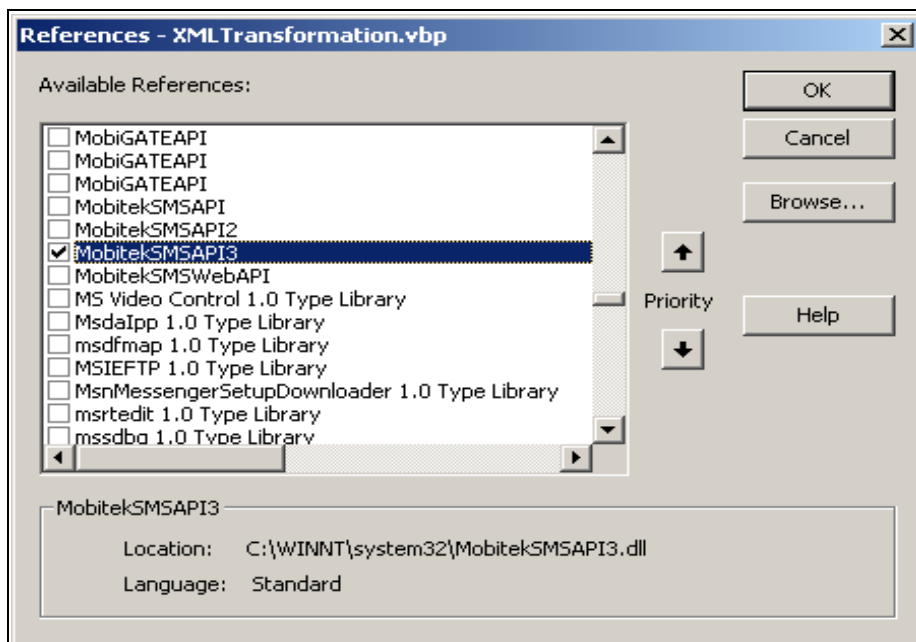 References - XMLTransformation.vbp
Available References:
OK
Cancel
Browse...
Priority
Help
MobiGATEAPI
MobiGATEAPI
MobiGATEAPI
MobitekSMSAPI
MobitekSMSAPI2
MobitekSMSAPI3
MobitekSMSWebAPI
MS Video Control 1.0 Type Library
MsdaIpp 1.0 Type Library
msdfmap 1.0 Type Library
MSIEFTP 1.0 Type Library
MsnMessengerSetupDownloader 1.0 Type Library
msrtedit 1.0 Type Library
mssdbg 1.0 Type Library
MobitekSMSAPI3
Location: C:\WINNT\system32\MobitekSMSAPI3.dll
Language: Standard